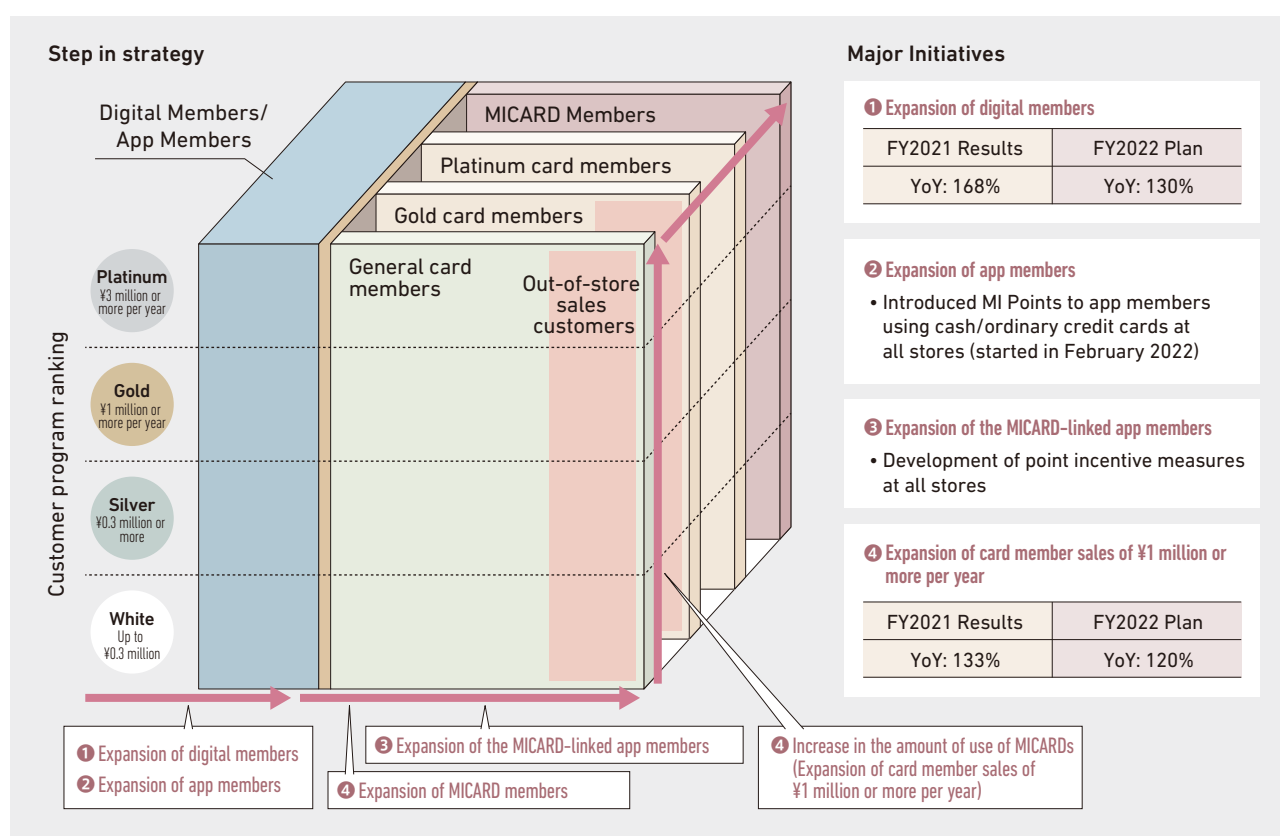 Step in strategy
Digital Members/
App Members
MICARD Members
Platinum card members
Gold card members
General card
members
Out-of-store
sales
customers
Customer program ranking
Platinum
¥3 million or
more per year
Gold
¥1 million or
more per year
Silver
¥0.3 million or
more
White
Up to
¥0.3 million
❶ Expansion of digital members
❷ Expansion of app members
❸ Expansion of the MICARD-linked app members
❹ Expansion of MICARD members
❹ Increase in the amount of use of MICARDs
(Expansion of card member sales of
¥1 million or more per year)
Major Initiatives
❶ Expansion of digital members
FY2021 Results FY2022 Plan
YoY: 168% YoY: 130%
❷ Expansion of app members
• Introduced MI Points to app members
using cash/ordinary credit cards at
all stores (started in February 2022)
❸ Expansion of the MICARD-linked app members
• Development of point incentive measures
at all stores
❹ Expansion of card member sales of ¥1 million or
more per year
FY2021 Results FY2022 Plan
YoY: 133% YoY: 120%